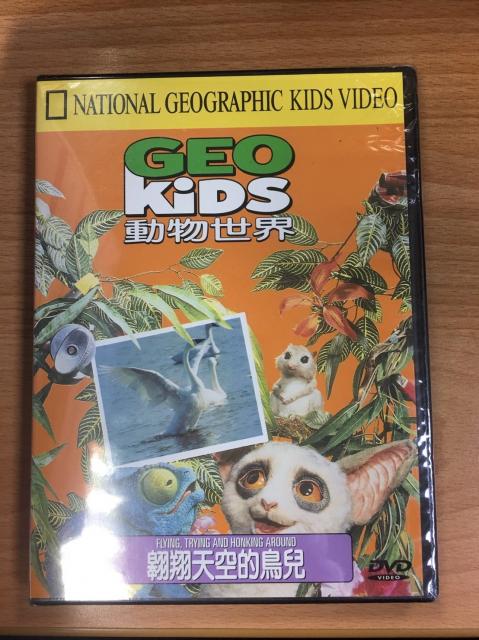 NATIONAL GEOGRAPHIC KIDS VIDEO
GEO
KiDS
動物世界
FLYING, TRYING AND HONKING AROUND
翱翔天空的鳥兒
DVD
VIDEO